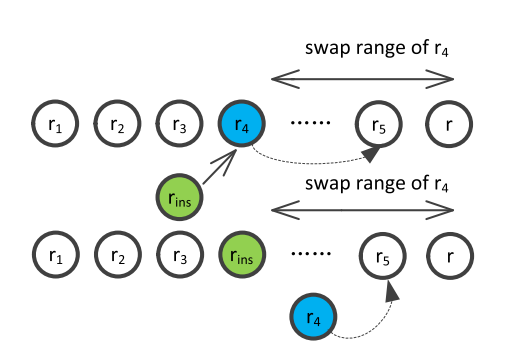 swap range of r4
r1 r2 r3 r4 ...... r5 r
rins
swap range of r4
r1 r2 r3 rins ...... r5 r
r4